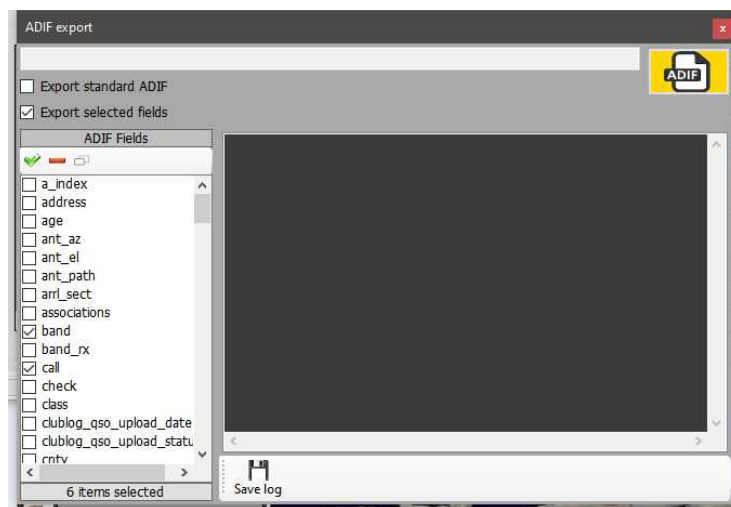 ADIF export
x
ADIF
Export standard ADIF
Export selected fields
ADIF Fields
a_index
address
age
ant_az
ant_el
ant_path
arrl_sect
associations
band
band_rx
call
check
class
clublog_qso_upload_date
clublog_qso_upload_statu
cnty
6 items selected
Save log